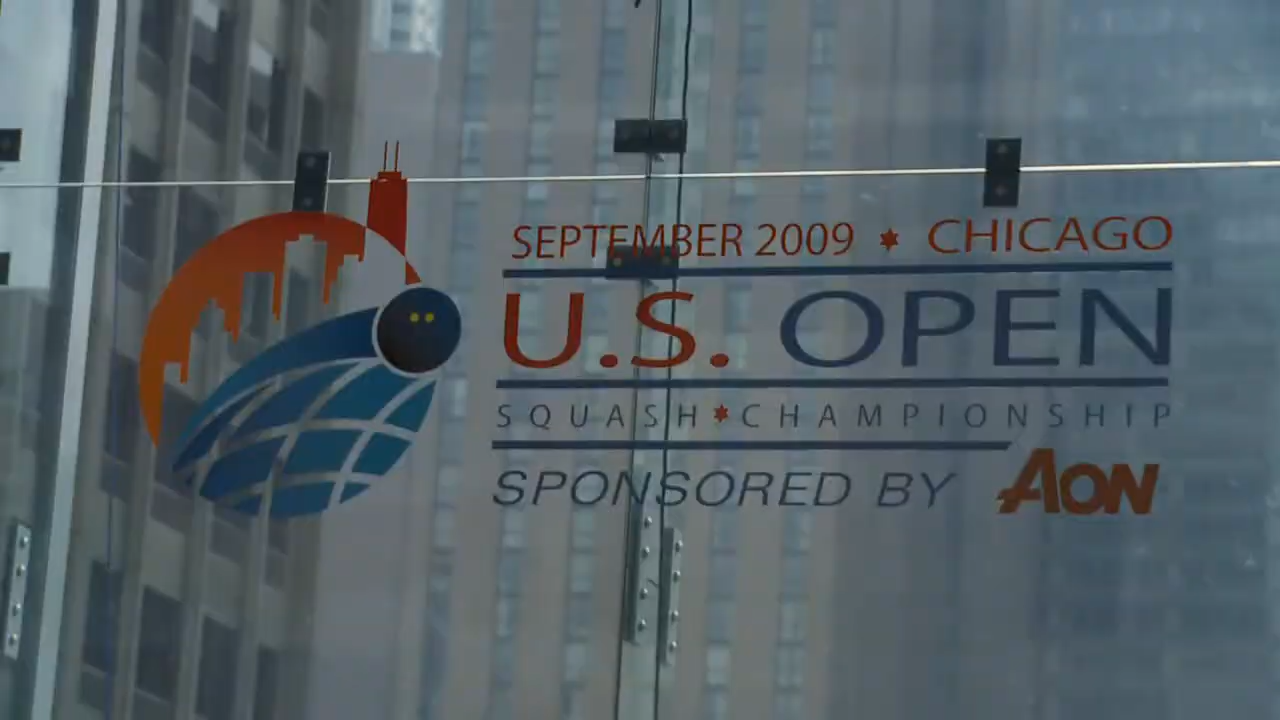 SEPTEMBER 2009 * CHICAGO
U.S. OPEN
SQUASH*CHAMPIONSHIP
SPONSORED BY AON